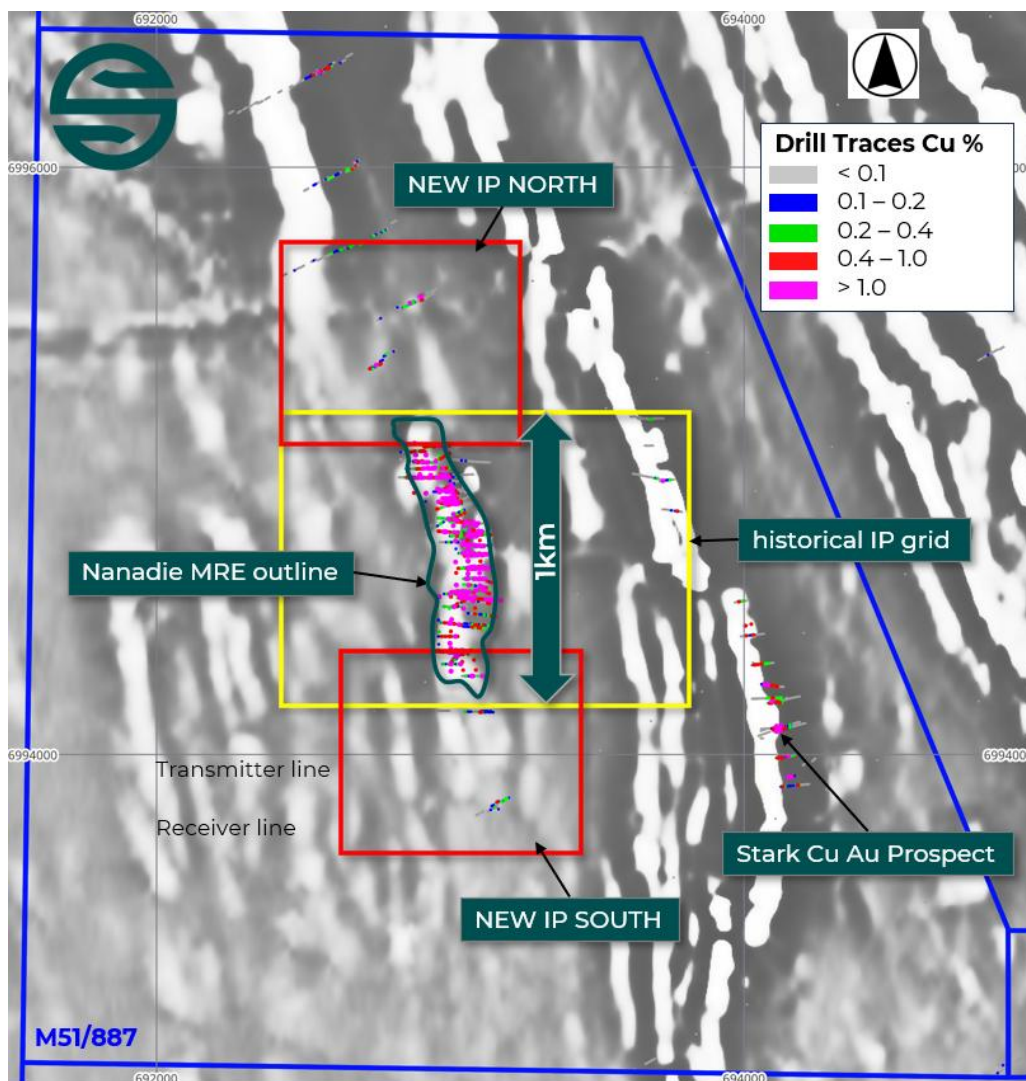 692000
694000
Drill Traces Cu %
< 0.1
0.1 – 0.2
0.2 – 0.4
0.4 – 1.0
> 1.0
6996000
NEW IP NORTH
1km
historical IP grid
Nanadie MRE outline
6994000
6994000
Transmitter line
Receiver line
Stark Cu Au Prospect
NEW IP SOUTH
M51/887
692000
694000